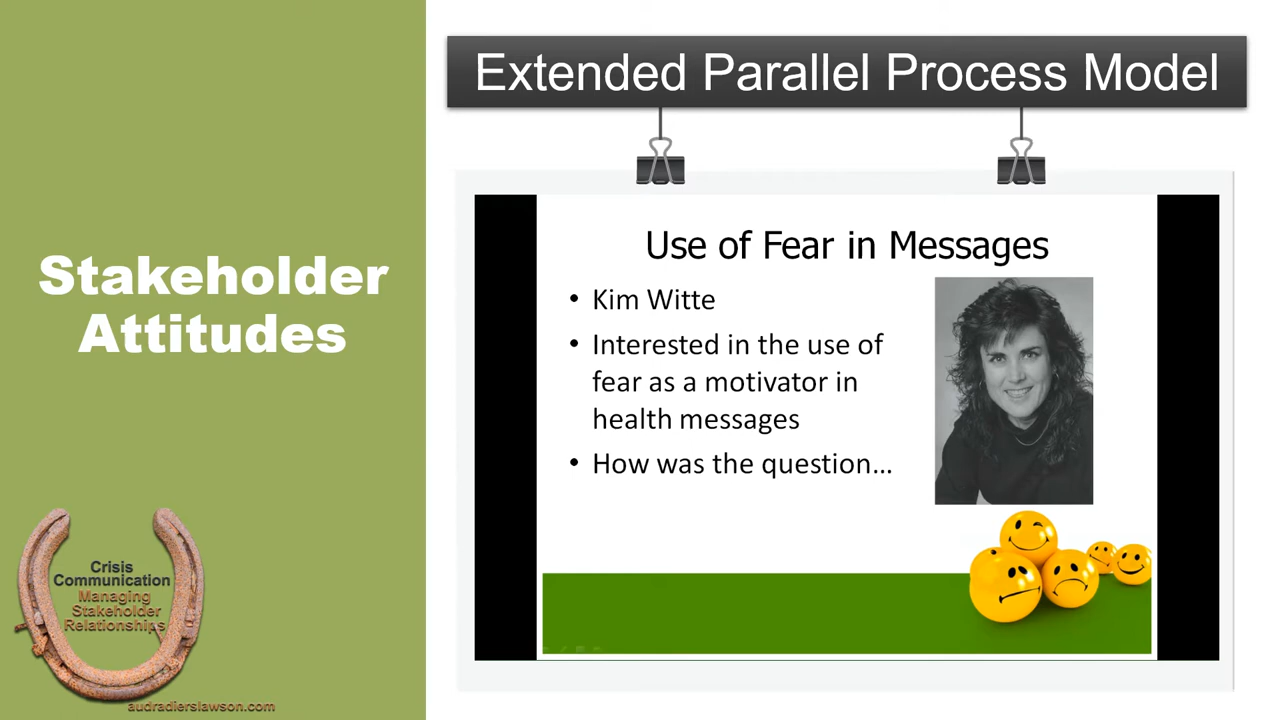 Extended Parallel Process Model
Stakeholder
Attitudes
Use of Fear in Messages
• Kim Witte
• Interested in the use of
fear as a motivator in
health messages
• How was the question…
Crisis
Communication
Managing
Stakeholder
Relationships
audradierslawson.com